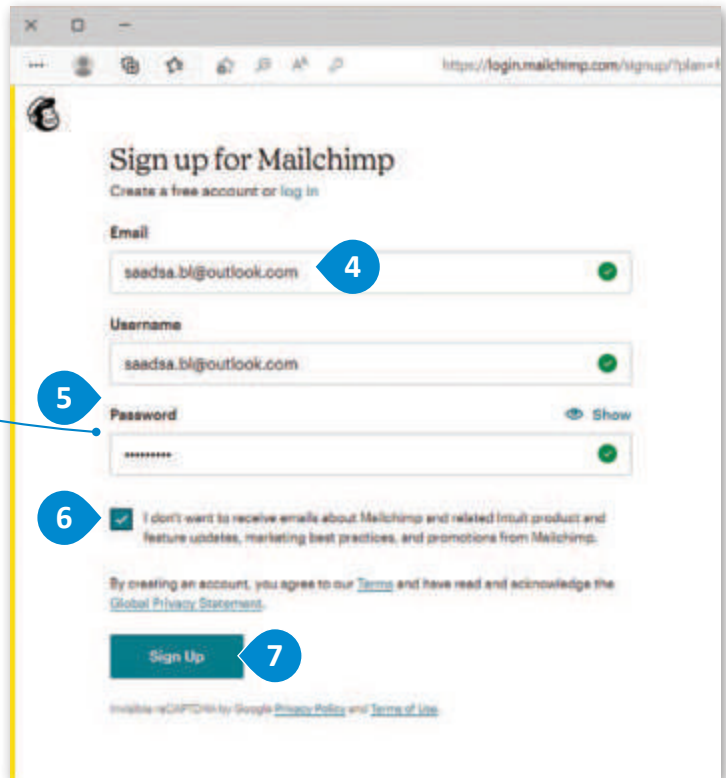 https://login.mailchimp.com/signup/?plan=f
Sign up for Mailchimp
Create a free account or log in
Email
saadsa.bl@outlook.com
4
Username
saadsa.bl@outlook.com
5
Password
Show
•••••••••
6
I don't want to receive emails about Mailchimp and related Intuit product and
feature updates, marketing best practices, and promotions from Mailchimp.
By creating an account, you agree to our Terms and have read and acknowledge the
Global Privacy Statement.
Sign Up
7
Invisible reCAPTCHA by Google Privacy Policy and Terms of Use.